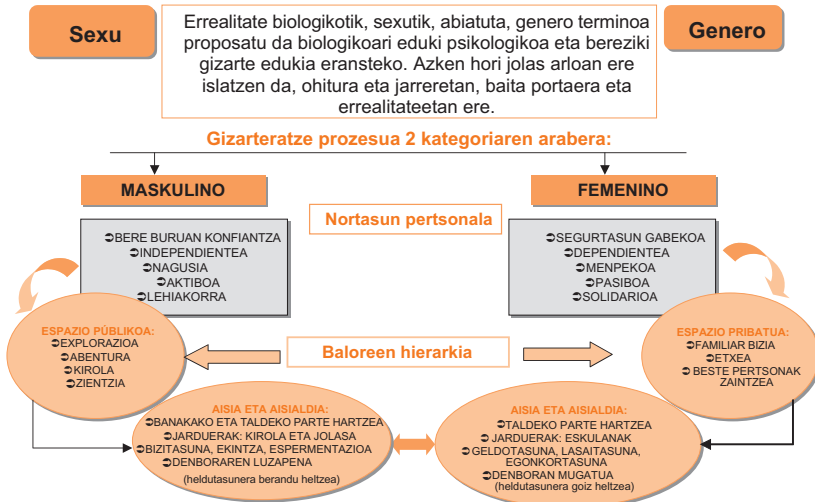 Sexu
Errealitate biologikotik, sexutik, abiatuta, genero terminoa
proposatu da biologikoari eduki psikologikoa eta bereziki
gizarte edukia eransteko. Azken hori jolas arloan ere
islatzen da, ohitura eta jarreretan, baita portaera eta
errealitateetan ere.
Genero
Gizarteratze prozesua 2 kategoriaren arabera:
MASKULINO
FEMENINO
Nortasun pertsonala
➲BERE BURUAN KONFIANTZA
➲INDEPENDIENTEA
➲NAGUSIA
➲AKTIBOA
➲LEHIAKORRA
➲SEGURTASUN GABEKOA
➲DEPENDIENTEA
➲MENPEKOA
➲PASIBOA
➲SOLIDARIOA
ESPAZIO PÚBLIKOA:
➲EXPLORAZIOA
➲ABENTURA
➲KIROLA
➲ZIENTZIA
Baloreen hierarkia
ESPAZIO PRIBATUA:
➲FAMILIAR BIZIA
➲ETXEA
➲BESTE PERTSONAK
ZAINTZEA
AISIA ETA AISIALDIA:
➲BANAKAKO ETA TALDEKO PARTE HARTZEA
➲JARDUERAK: KIROLA ETA JOLASA
➲BIZITASUNA, EKINTZA, ESPERMENTAZIOA
➲DENBORAREN LUZAPENA
(heldutasunera berandu heltzea)
AISIA ETA AISIALDIA:
➲TALDEKO PARTE HARTZEA
➲JARDUERAK: ESKULANAK
➲GELDOTASUNA, LASAITASUNA,
EGONKORTASUNA
➲DENBORAN MUGATUA
(heldutasunera goiz heltzea)